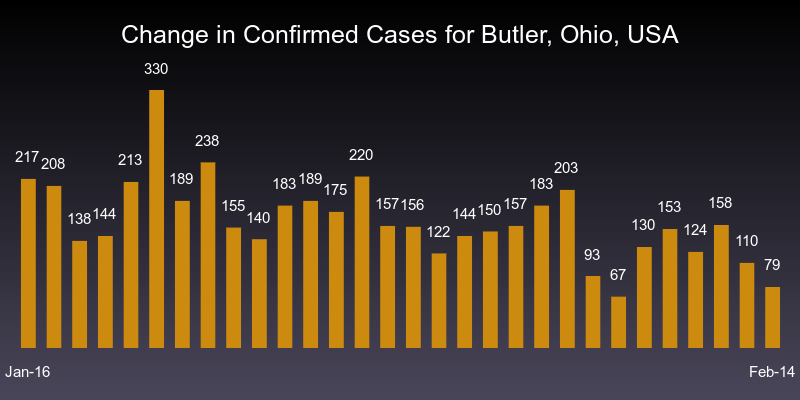 Change in Confirmed Cases for Butler, Ohio, USA
330
238
220
217 208 213 203
189 183 189 183
175
155 157 156 157 153 158
138 144 140 144 150
122 130 124
110
93
79
67
Jan-16 Feb-14